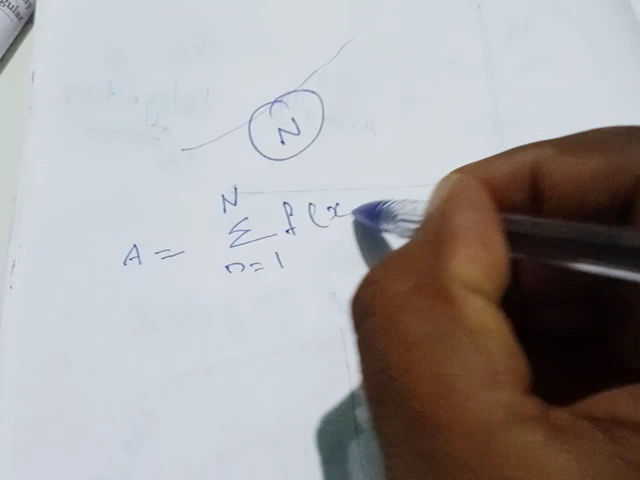 N
N
A = Σ f(x
n=1